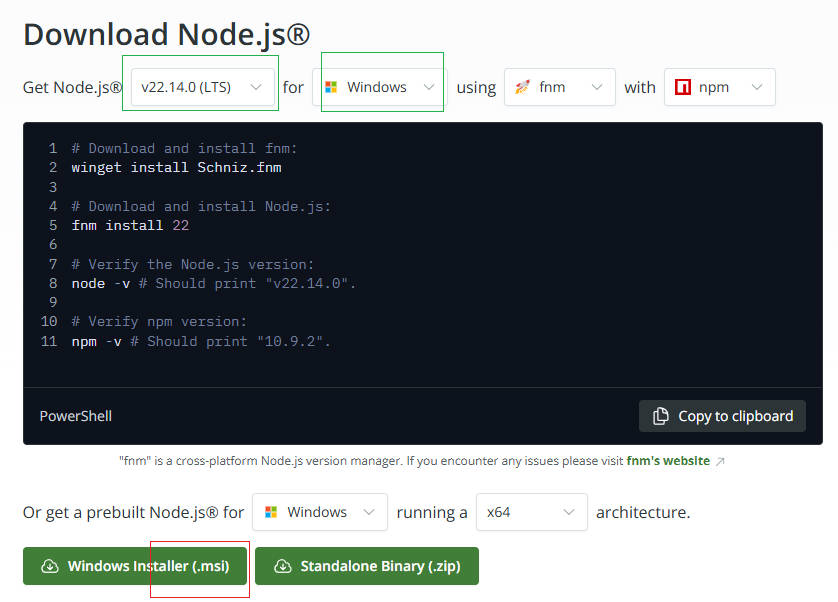 Download Node.js®
Get Node.js® v22.14.0 (LTS) for Windows using fnm with npm
1 # Download and install fnm:
2 winget install Schniz.fnm
3
4 # Download and install Node.js:
5 fnm install 22
6
7 # Verify the Node.js version:
8 node -v # Should print "v22.14.0".
9
10 # Verify npm version:
11 npm -v # Should print "10.9.2".
PowerShell Copy to clipboard
"fnm" is a cross-platform Node.js version manager. If you encounter any issues please visit fnm's website
Or get a prebuilt Node.js® for Windows running a x64 architecture.
Windows Installer (.msi) Standalone Binary (.zip)